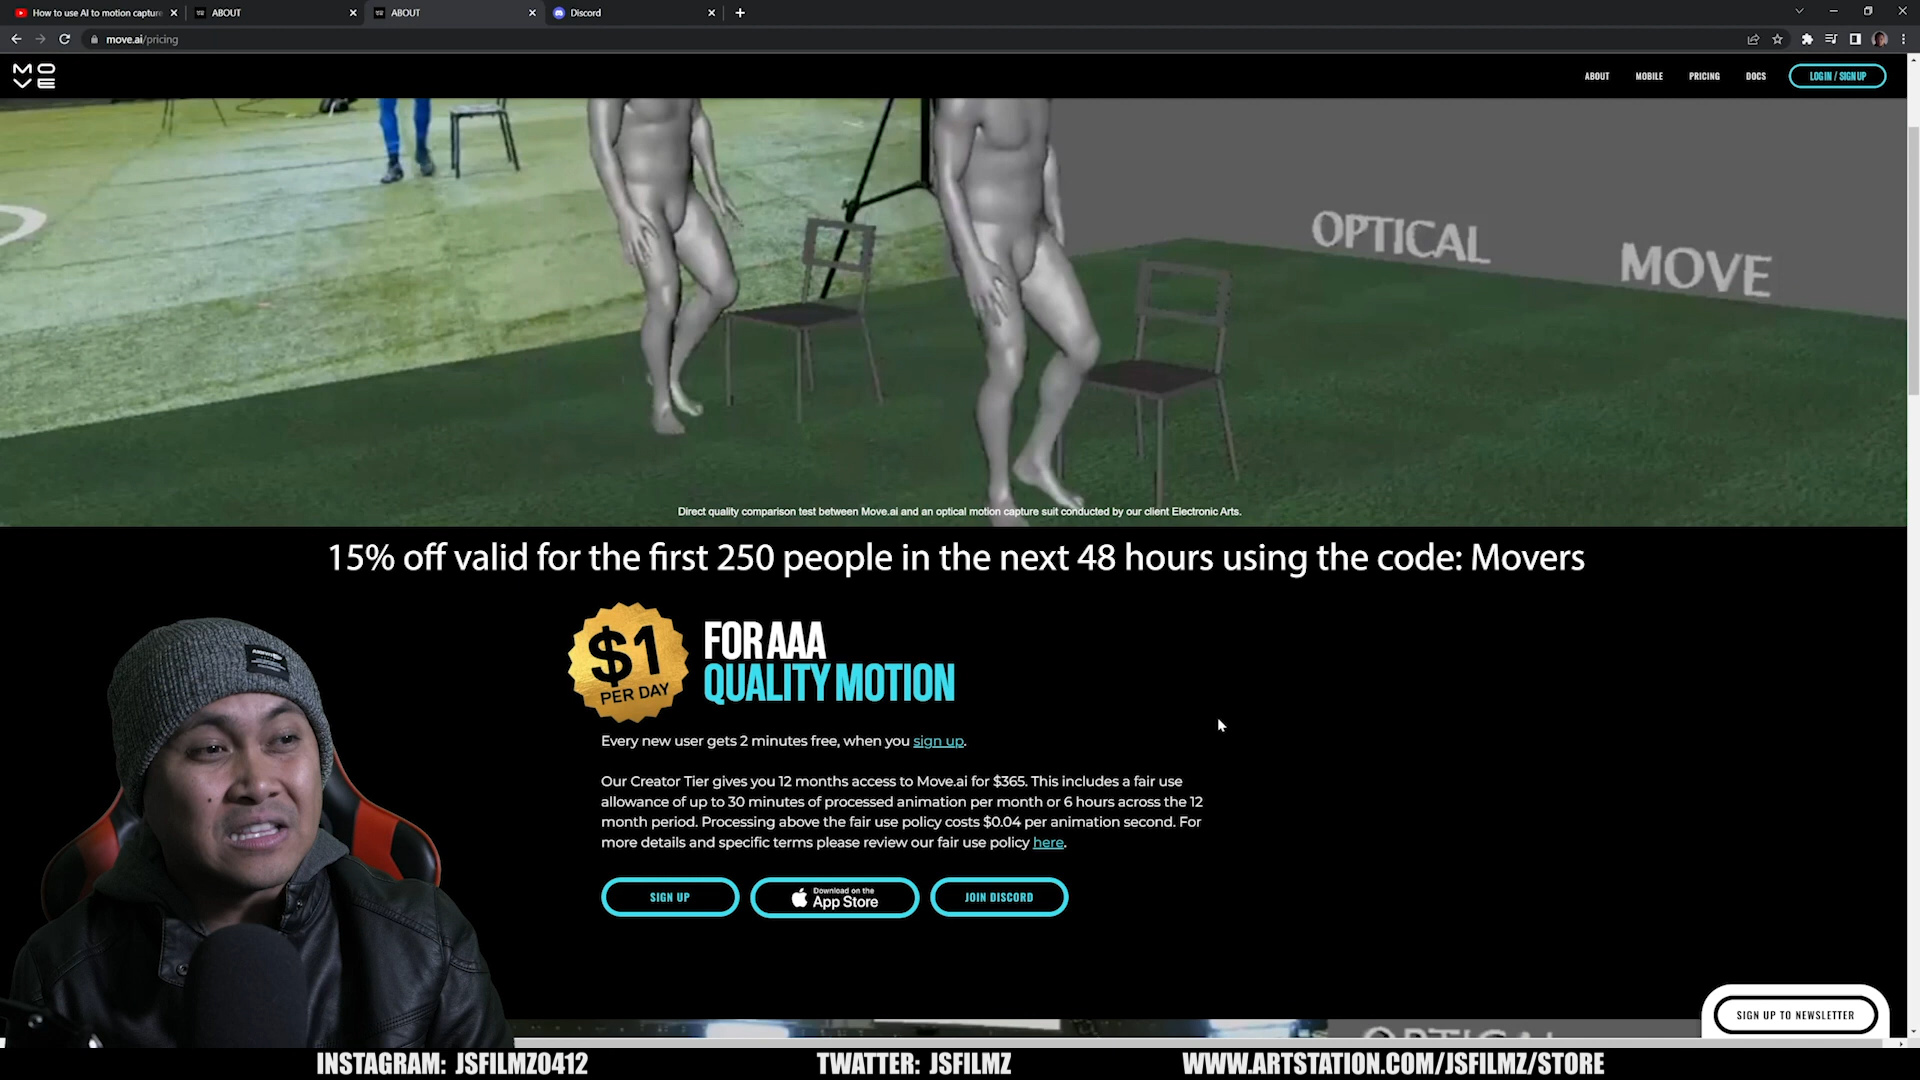 How to use AI to motion capture
ABOUT
ABOUT
Discord
move.ai/pricing
MOVE
ABOUT
MOBILE
PRICING
DOCS
LOGIN / SIGN UP
OPTICAL
MOVE
Direct quality comparison test between Move.ai and an optical motion capture suit conducted by our client Electronic Arts.
15% off valid for the first 250 people in the next 48 hours using the code: Movers
$1
PER DAY
FOR AAA
QUALITY MOTION
Every new user gets 2 minutes free, when you sign up.
Our Creator Tier gives you 12 months access to Move.ai for $365. This includes a fair use
allowance of up to 30 minutes of processed animation per month or 6 hours across the 12
month period. Processing above the fair use policy costs $0.04 per animation second. For
more details and specific terms please review our fair use policy here.
SIGN UP
Download on the
App Store
JOIN DISCORD
SIGN UP TO NEWSLETTER
INSTAGRAM: JSFILMZ0412
TWATTER: JSFILMZ
WWW.ARTSTATION.COM/JSFILMZ/STORE